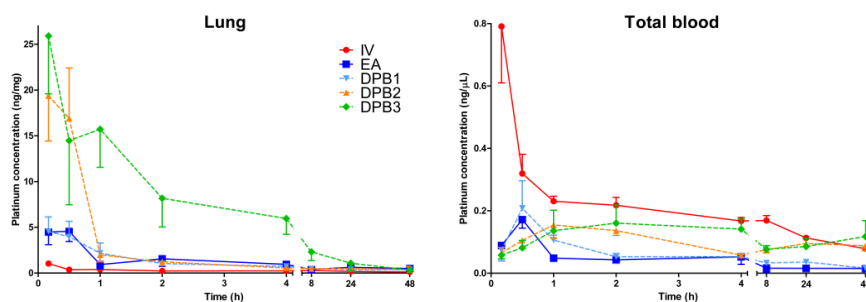 Lung
Platinum concentration (ng/mg)
25
20
15
10
5
0
0 1 2 3 4 8 24 48
Time (h)
IV
EA
DPB1
DPB2
DPB3
Total blood
Platinum concentration (ng/µL)
0.8
0.6
0.4
0.2
0.0
0 1 2 3 4 8 24
Time (h)